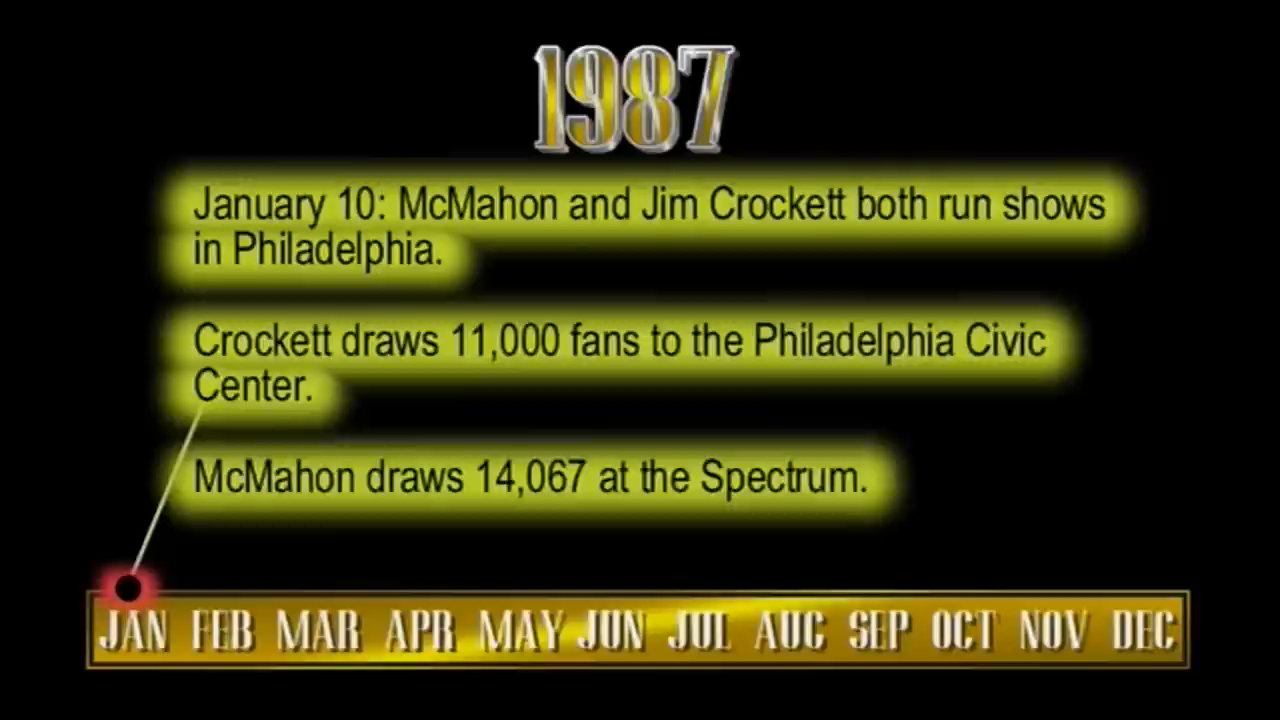 1987
January 10: McMahon and Jim Crockett both run shows
in Philadelphia.
Crockett draws 11,000 fans to the Philadelphia Civic
Center.
McMahon draws 14,067 at the Spectrum.
JAN FEB MAR APR MAY JUN JUL AUG SEP OCT NOV DEC